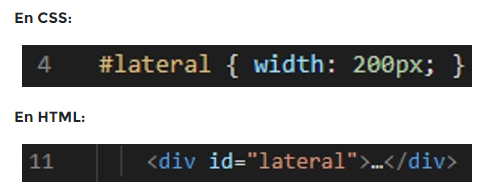 En CSS:
4 #lateral { width: 200px; }
En HTML:
11 <div id="lateral">…</div>